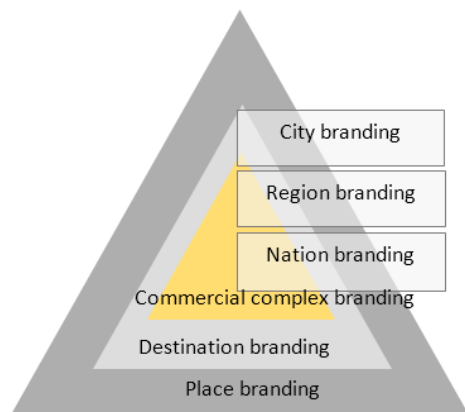 City branding
Region branding
Nation branding
Commercial complex branding
Destination branding
Place branding